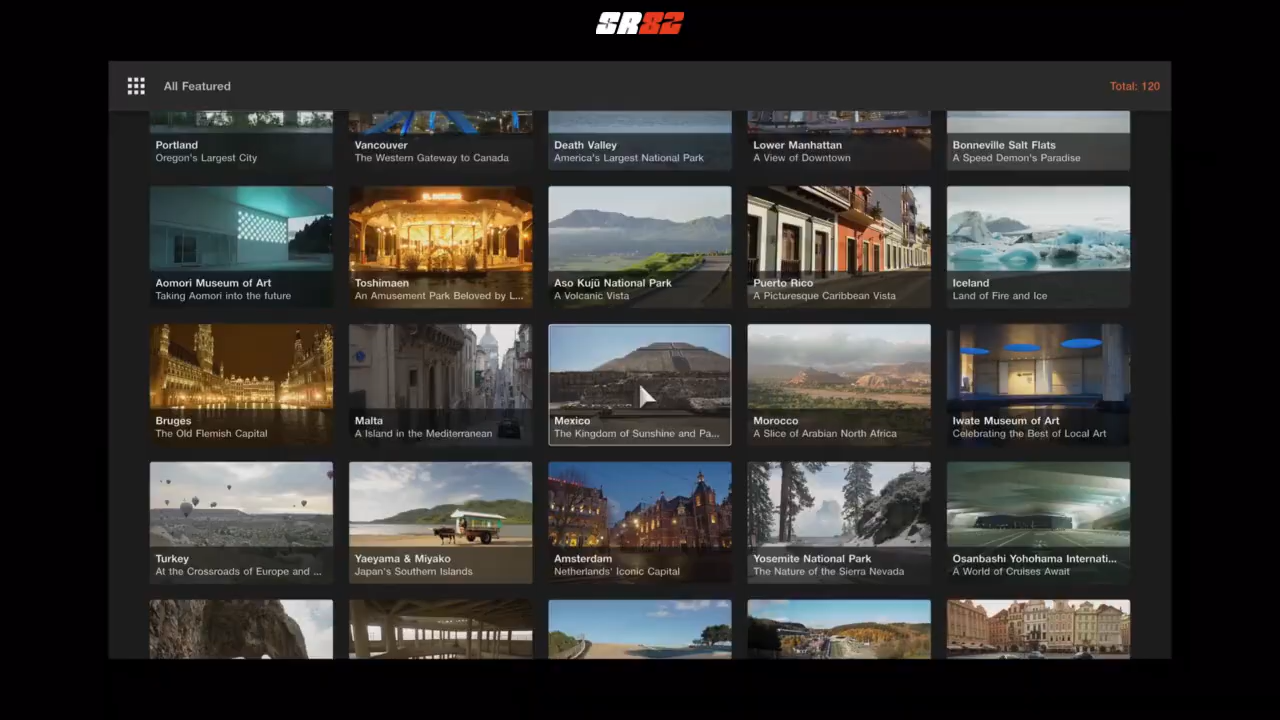 SR82
All Featured
Total: 120
Portland
Oregon's Largest City
Vancouver
The Western Gateway to Canada
Death Valley
America's Largest National Park
Lower Manhattan
A View of Downtown
Bonneville Salt Flats
A Speed Demon's Paradise
EL DORADO
Aomori Museum of Art
Taking Aomori into the future
Toshimaen
An Amusement Park Beloved by L...
Aso Kujū National Park
A Volcanic Vista
Puerto Rico
A Picturesque Caribbean Vista
Iceland
Land of Fire and Ice
Bruges
The Old Flemish Capital
Malta
A Island in the Mediterranean
Mexico
The Kingdom of Sunshine and Pa...
Morocco
A Slice of Arabian North Africa
Iwate Museum of Art
Celebrating the Best of Local Art
Turkey
At the Crossroads of Europe and ...
Yaeyama & Miyako
Japan's Southern Islands
Amsterdam
Netherlands' Iconic Capital
Yosemite National Park
The Nature of the Sierra Nevada
Osanbashi Yohohama Internati...
A World of Cruises Await